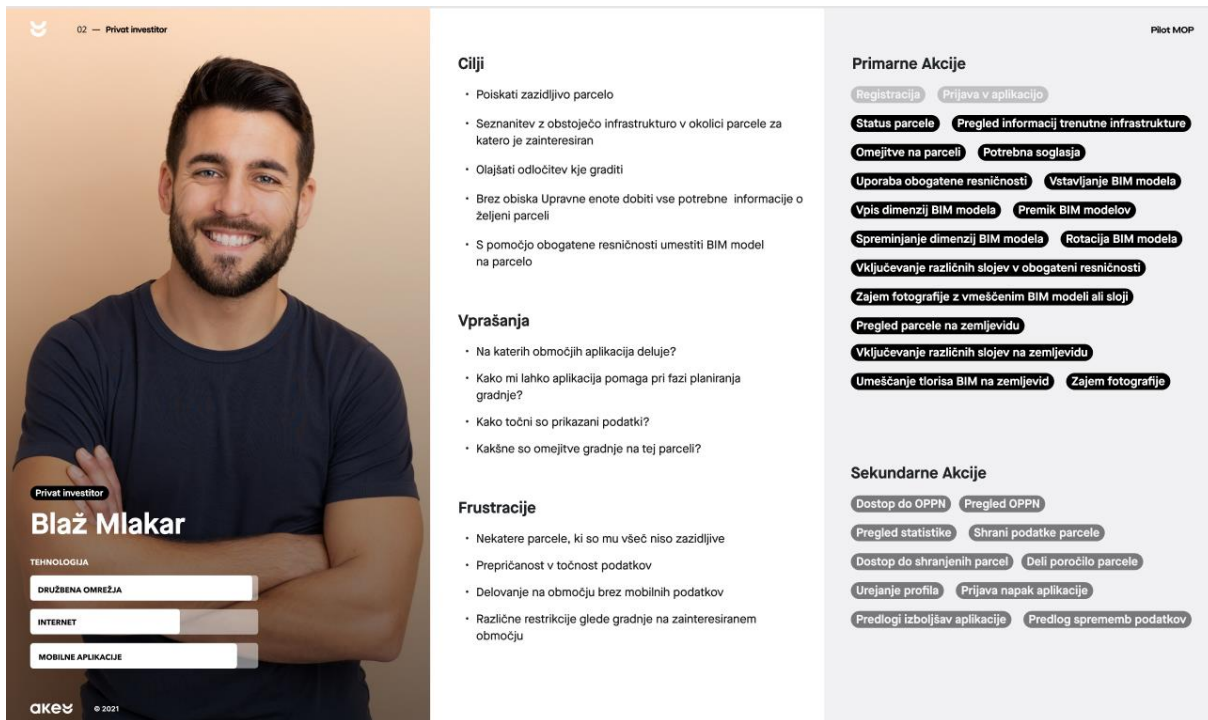 02 — Privat investitor
Privat investitor
Blaž Mlakar
TEHNOLOGIJA
DRUŽBENA OMREŽJA
INTERNET
MOBILNE APLIKACIJE
akeu © 2021
Cilji
• Poiskati zazidljivo parcelo
• Seznanitev z obstoječo infrastrukturo v okolici parcele za
katero je zainteresiran
• Olajšati odločitev kje graditi
• Brez obiska Upravne enote dobiti vse potrebne informacije o
željeni parceli
• S pomočjo obogatene resničnosti umestiti BIM model
na parcelo
Vprašanja
• Na katerih območjih aplikacija deluje?
• Kako mi lahko aplikacija pomaga pri fazi planiranja
gradnje?
• Kako točni so prikazani podatki?
• Kakšne so omejitve gradnje na tej parceli?
Frustracije
• Nekatere parcele, ki so mu všeč niso zazidljive
• Prepričanost v točnost podatkov
• Delovanje na območju brez mobilnih podatkov
• Različne restrikcije glede gradnje na zainteresiranem
območju
Pilot MOP
Primarne Akcije
Registracija Prijava v aplikacijo
Status parcele Pregled informacij trenutne infrastrukture
Omejitve na parceli Potrebna soglasja
Uporaba obogatene resničnosti Vstavljanje BIM modela
Vpis dimenzij BIM modela Premik BIM modelov
Spreminjanje dimenzij BIM modela Rotacija BIM modela
Vključevanje različnih slojev v obogateni resničnosti
Zajem fotografije z vmeščenim BIM modeli ali sloji
Pregled parcele na zemljevidu
Vključevanje različnih slojev na zemljevidu
Umeščanje tlorisa BIM na zemljevid Zajem fotografije
Sekundarne Akcije
Dostop do OPPN Pregled OPPN
Pregled statistike Shrani podatke parcele
Dostop do shranjenih parcel Deli poročilo parcele
Urejanje profila Prijava napak aplikacije
Predlogi izboljšav aplikacije Predlog sprememb podatkov